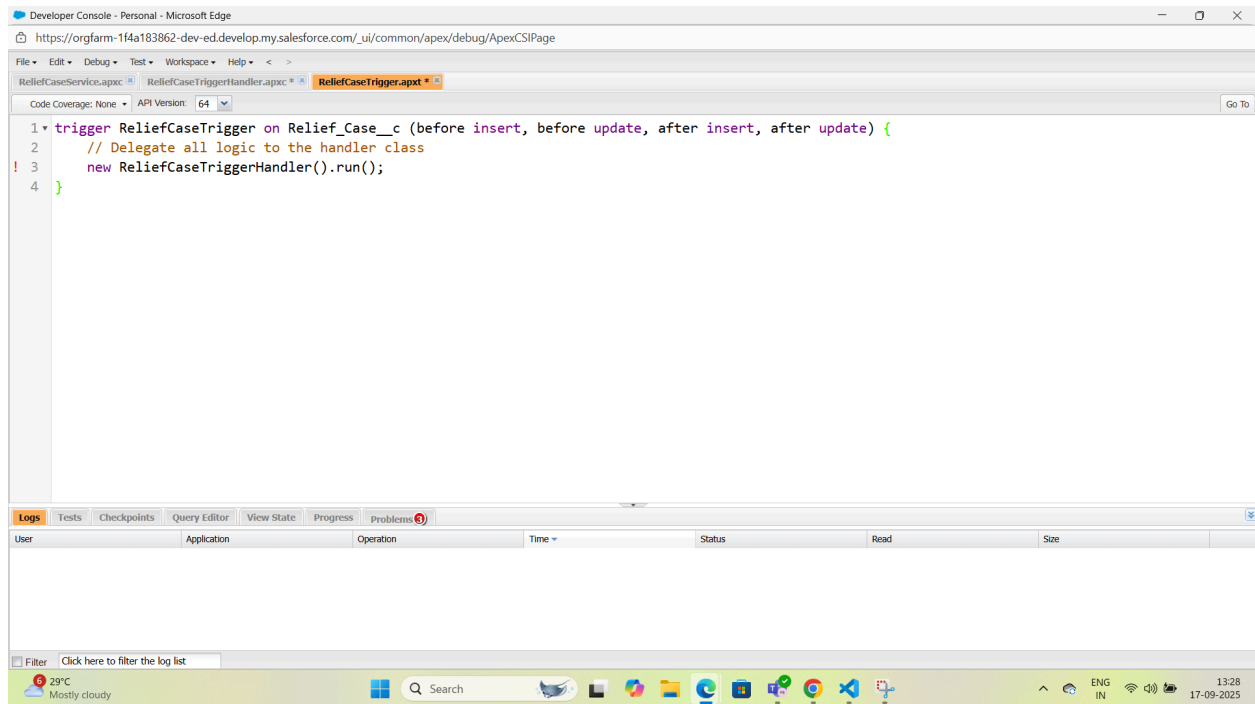 Developer Console - Personal - Microsoft Edge
https://orgfarm-1f4a183862-dev-ed.develop.my.salesforce.com/_ui/common/apex/debug/ApexCSIPage
File Edit Debug Test Workspace Help < >
ReliefCaseService.apxc ReliefCaseTriggerHandler.apxc * ReliefCaseTrigger.apxt *
Code Coverage: None API Version: 64 Go To
1 trigger ReliefCaseTrigger on Relief_Case__c (before insert, before update, after insert, after update) {
2 // Delegate all logic to the handler class
! 3 new ReliefCaseTriggerHandler().run();
4 }
Logs Tests Checkpoints Query Editor View State Progress Problems 3
User Application Operation Time Status Read Size
Filter Click here to filter the log list
6 29°C
Mostly cloudy
Search
ENG
IN
13:28
17-09-2025